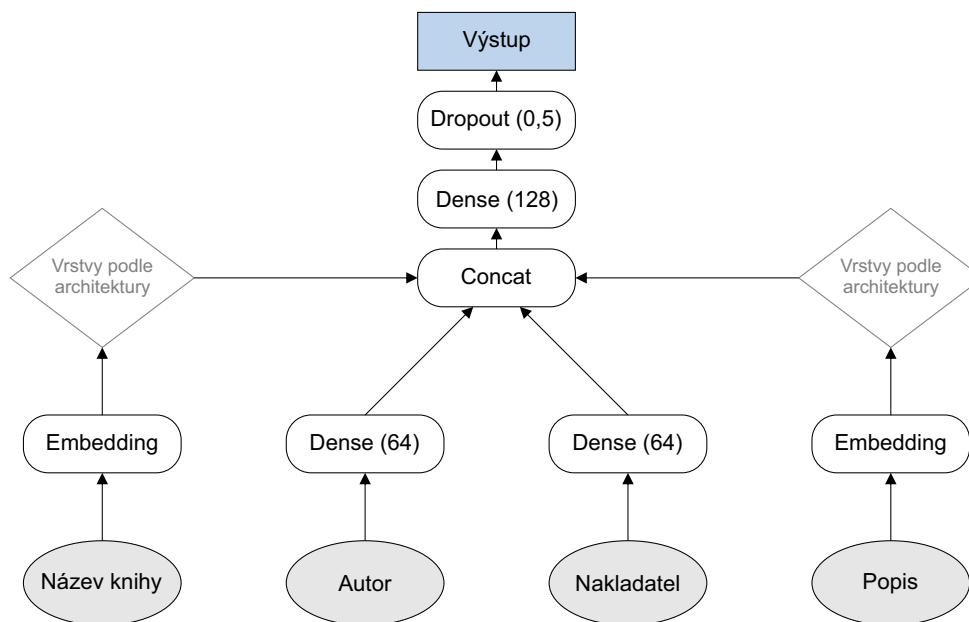 Výstup
Dropout (0,5)
Dense (128)
Vrstvy podle
architektury
Concat
Vrstvy podle
architektury
Embedding
Dense (64)
Dense (64)
Embedding
Název knihy
Autor
Nakladatel
Popis